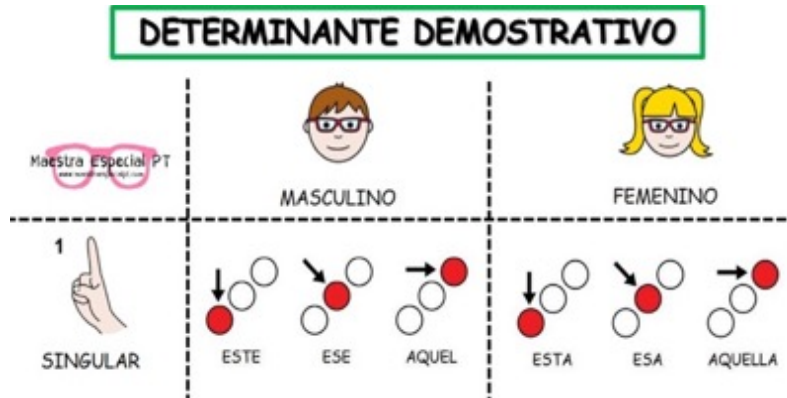 DETERMINANTE DEMOSTRATIVO
Maestra Especial PT
MASCULINO
FEMENINO
1
SINGULAR
ESTE
ESE
AQUEL
ESTA
ESA
AQUELLA